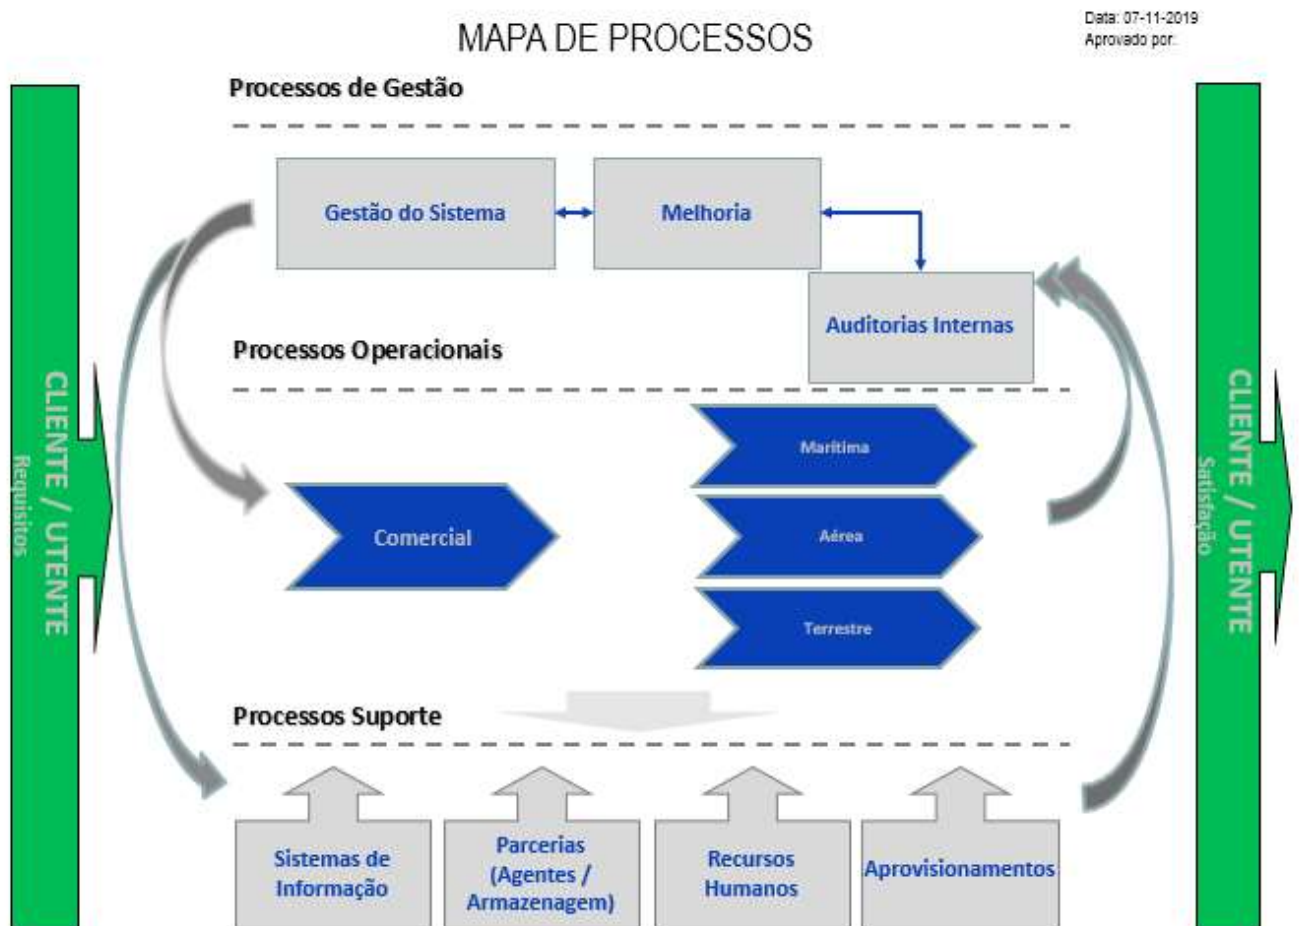 MAPA DE PROCESSOS
Data: 07-11-2019
Aprovado por:
Processos de Gestão
Gestão do Sistema
Melhoria
Auditorias Internas
Processos Operacionais
CLIENTE / UTENTE
Requisitos
Comercial
Marítima
Aérea
Terrestre
CLIENTE / UTENTE
Satisfação
Processos Suporte
Sistemas de
Informação
Parcerias
(Agentes /
Armazenagem)
Recursos
Humanos
Aprovisionamentos